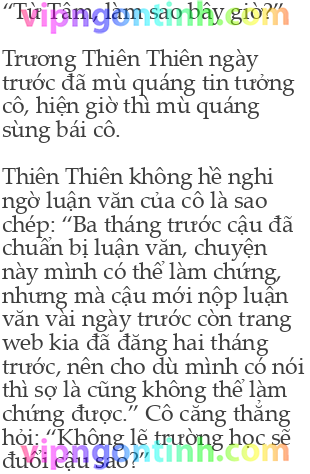 “Từ Tâm, làm sao bây giờ?”
vipngontinh.com
Trương Thiên Thiên ngày
trước đã mù quáng tin tưởng
cô, hiện giờ thì mù quáng
sùng bái cô.
Thiên Thiên không hề nghi
ngờ luận văn của cô là sao
chép: “Ba tháng trước cậu đã
chuẩn bị luận văn, chuyện
này mình có thể làm chứng,
nhưng mà cậu mới nộp luận
văn vài ngày trước còn trang
web kia đã đăng hai tháng
trước, nên cho dù mình có nói
thì sợ là cũng không thể làm
chứng được.” Cô căng thẳng
hỏi: “Không lẽ trường học sẽ
đuổi cậu sao?”
vipngontinh.com